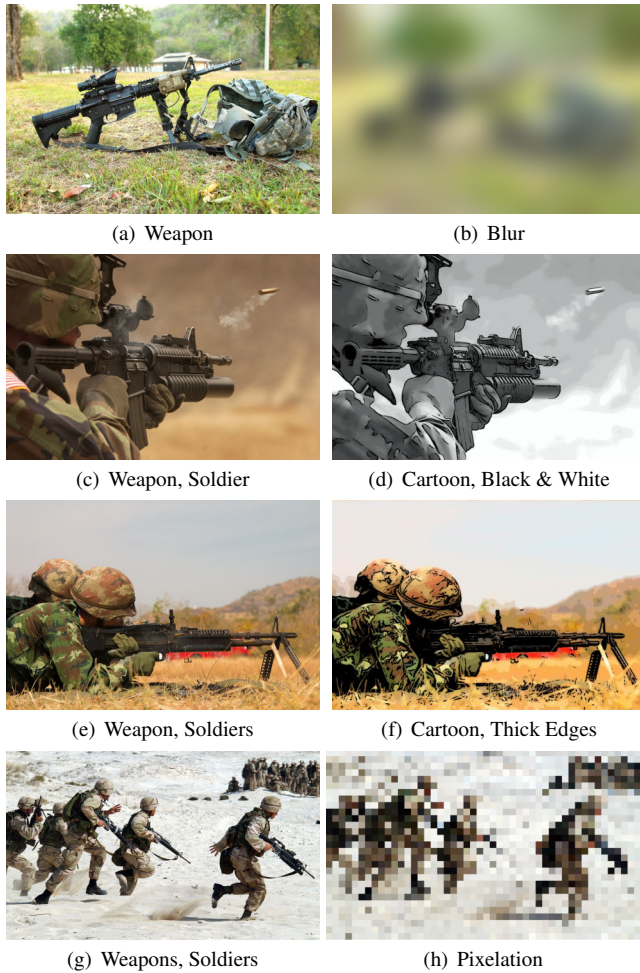 (a) Weapon
(b) Blur
(c) Weapon, Soldier
(d) Cartoon, Black & White
(e) Weapon, Soldiers
(f) Cartoon, Thick Edges
(g) Weapons, Soldiers
(h) Pixelation